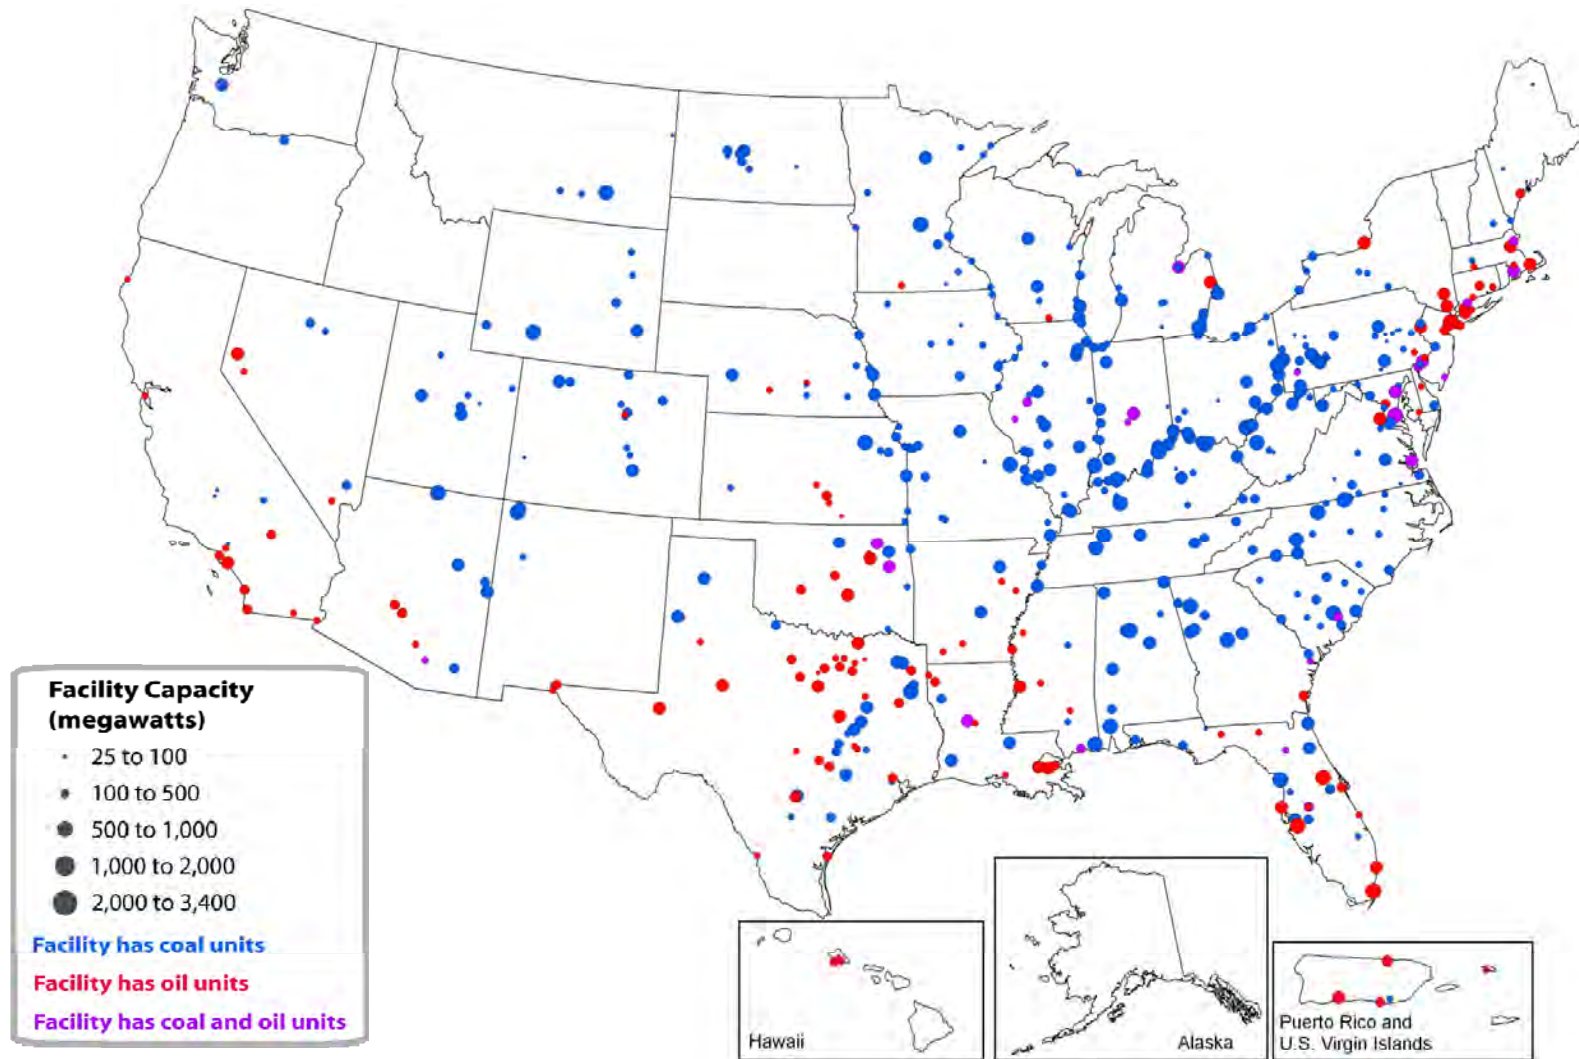 Facility Capacity
(megawatts)
25 to 100
100 to 500
500 to 1,000
1,000 to 2,000
2,000 to 3,400
Facility has coal units
Facility has oil units
Facility has coal and oil units
Hawaii
Alaska
Puerto Rico and
U.S. Virgin Islands